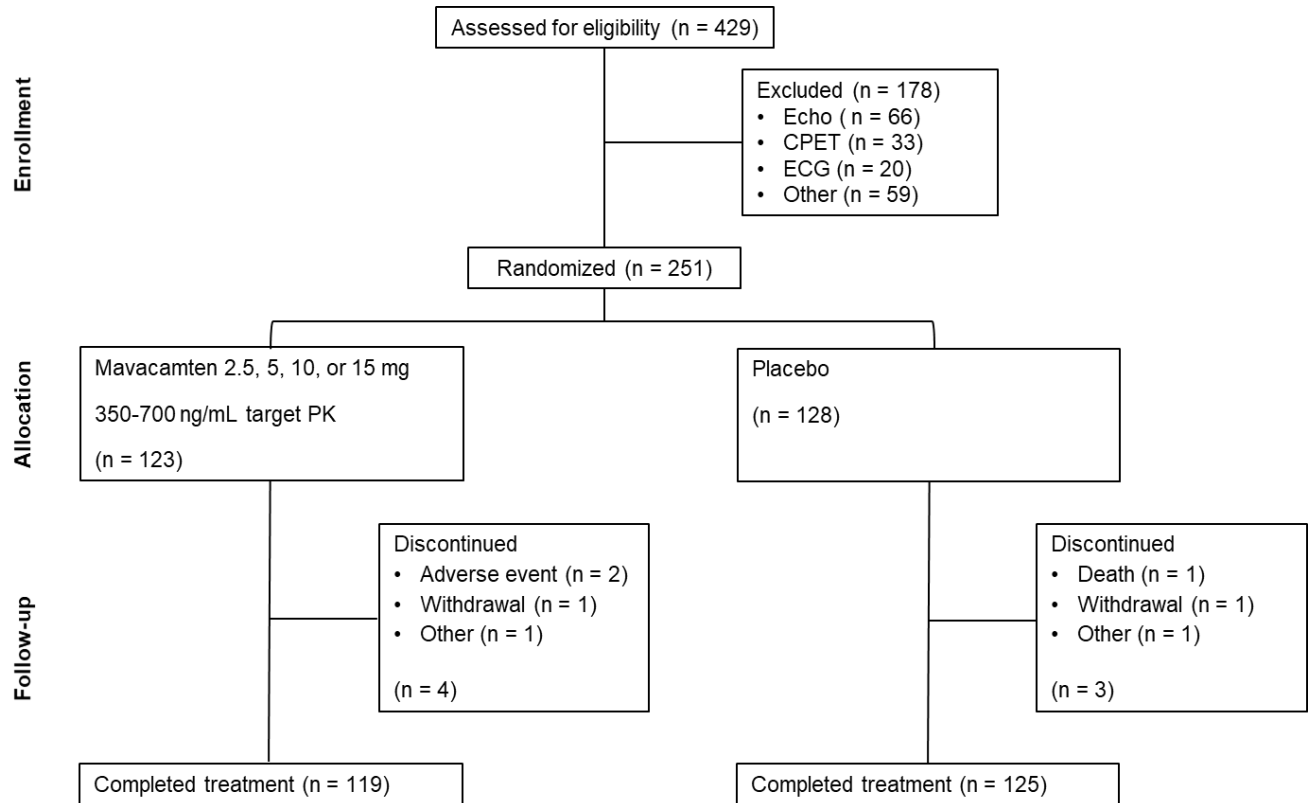 Assessed for eligibility (n = 429)
Enrollment
Excluded (n = 178)
• Echo ( n = 66)
• CPET (n = 33)
• ECG (n = 20)
• Other (n = 59)
Randomized (n = 251)
Allocation
Mavacamten 2.5, 5, 10, or 15 mg
350-700 ng/mL target PK
(n = 123)
Placebo
(n = 128)
Follow-up
Discontinued
• Adverse event (n = 2)
• Withdrawal (n = 1)
• Other (n = 1)
(n = 4)
Discontinued
• Death (n = 1)
• Withdrawal (n = 1)
• Other (n = 1)
(n = 3)
Completed treatment (n = 119)
Completed treatment (n = 125)